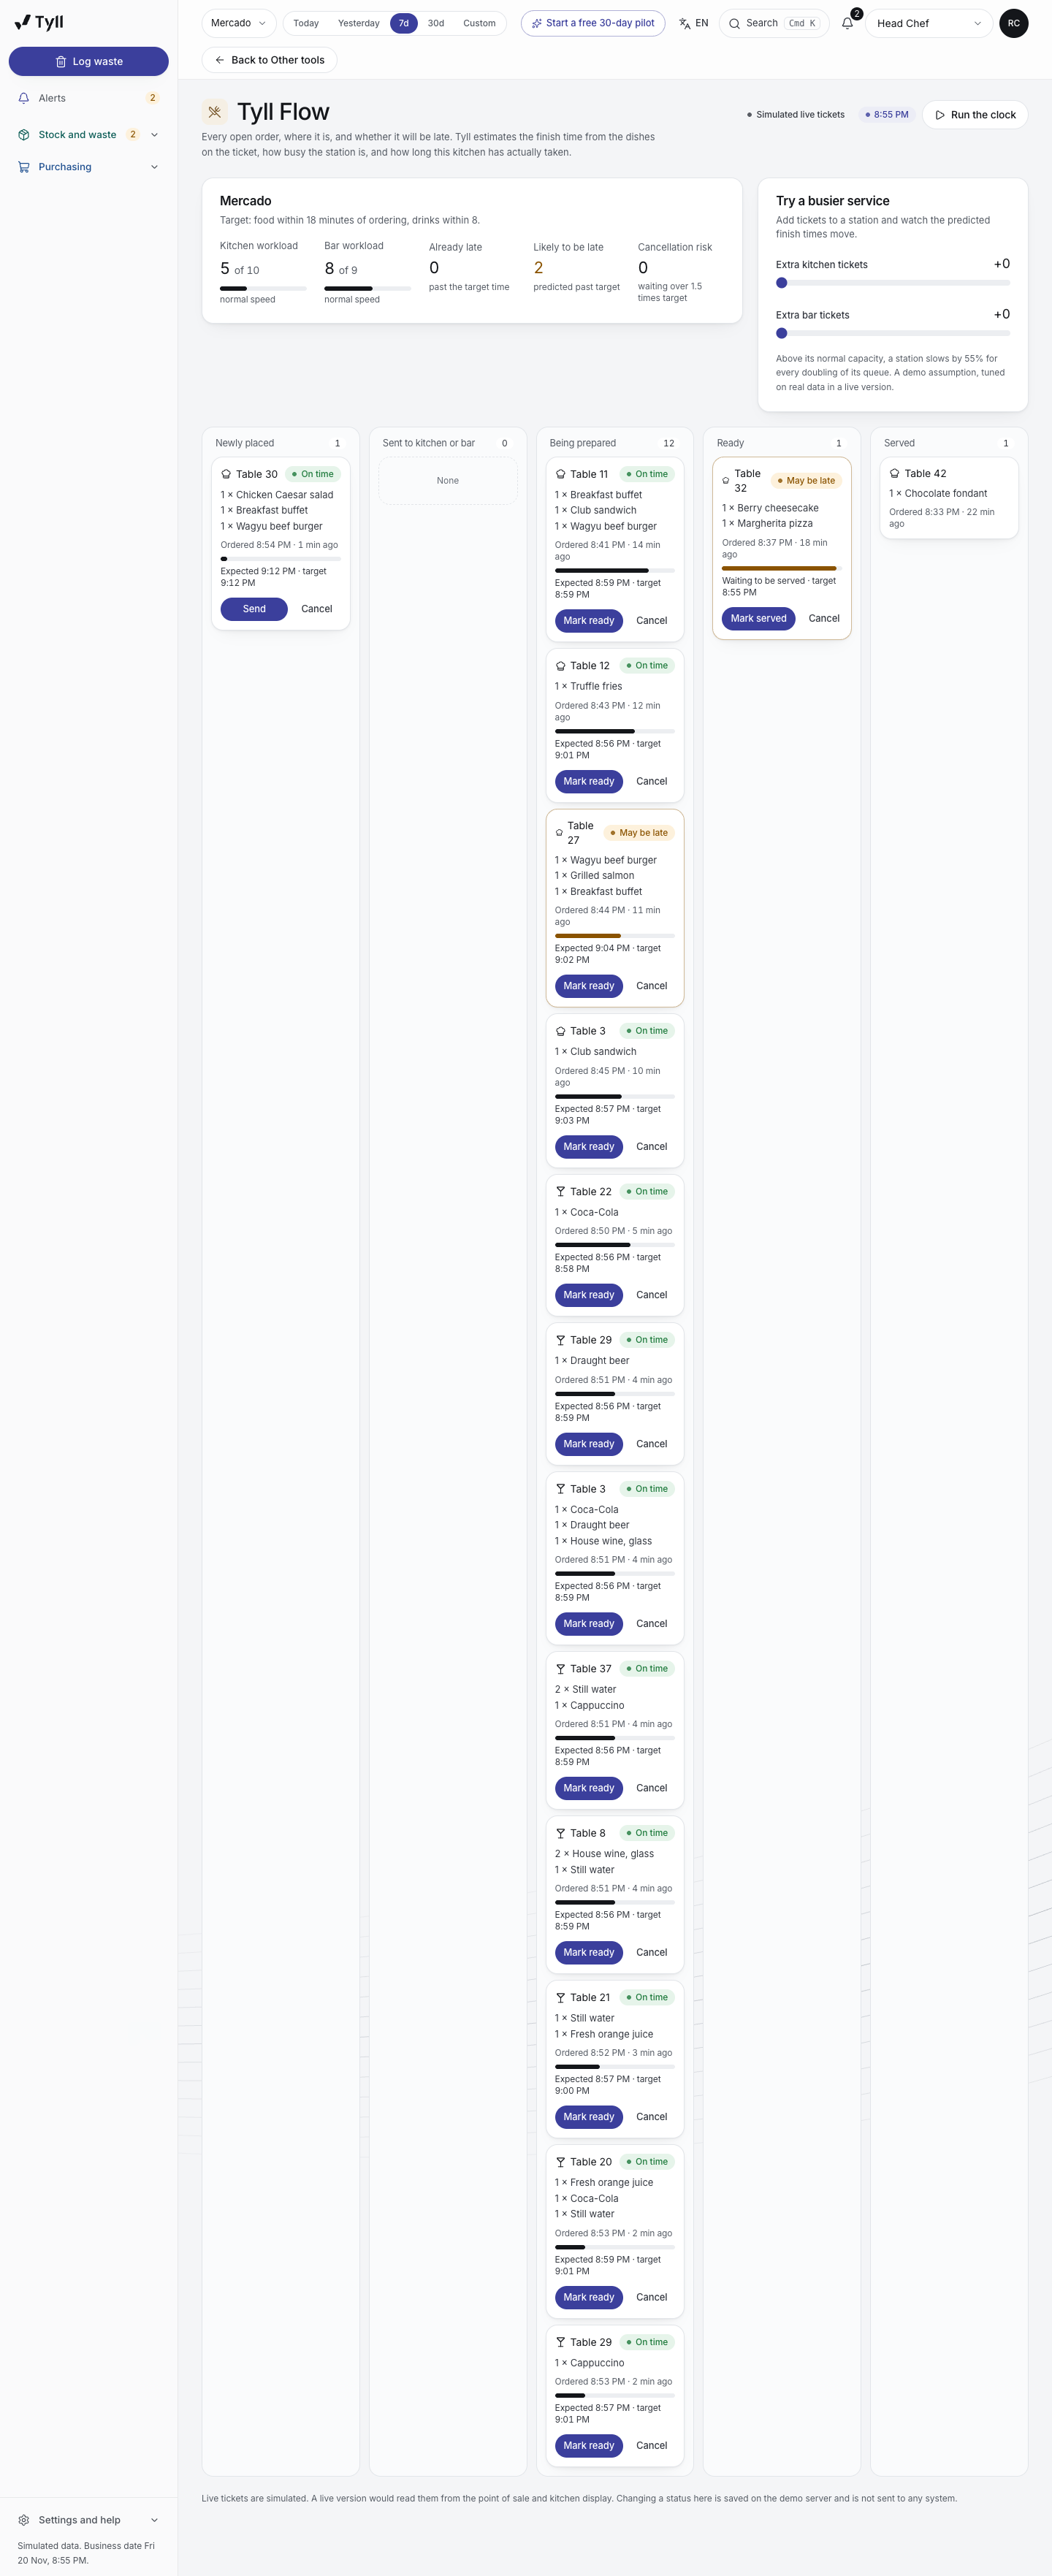 Tyll
Log waste
Alerts 2
Stock and waste 2
Purchasing
Mercado
Today Yesterday 7d 30d Custom
Start a free 30-day pilot
EN
Search Cmd K
2
Head Chef
RC
Back to Other tools
Tyll Flow
Every open order, where it is, and whether it will be late. Tyll estimates the finish time from the dishes
on the ticket, how busy the station is, and how long this kitchen has actually taken.
Simulated live tickets
8:55 PM
Run the clock
Mercado
Target: food within 18 minutes of ordering, drinks within 8.
Kitchen workload
5 of 10
normal speed
Bar workload
8 of 9
normal speed
Already late
0
past the target time
Likely to be late
2
predicted past target
Cancellation risk
0
waiting over 1.5
times target
Try a busier service
Add tickets to a station and watch the predicted
finish times move.
Extra kitchen tickets +0
Extra bar tickets +0
Above its normal capacity, a station slows by 55% for
every doubling of its queue. A demo assumption, tuned
on real data in a live version.
Newly placed 1
Table 30 On time
1 × Chicken Caesar salad
1 × Breakfast buffet
1 × Wagyu beef burger
Ordered 8:54 PM · 1 min ago
Expected 9:12 PM · target
9:12 PM
Send Cancel
Sent to kitchen or bar 0
None
Being prepared 12
Table 11 On time
1 × Breakfast buffet
1 × Club sandwich
1 × Wagyu beef burger
Ordered 8:41 PM · 14 min
ago
Expected 8:59 PM · target
8:59 PM
Mark ready Cancel
Table 12 On time
1 × Truffle fries
Ordered 8:43 PM · 12 min
ago
Expected 8:56 PM · target
9:01 PM
Mark ready Cancel
Table
27
May be late
1 × Wagyu beef burger
1 × Grilled salmon
1 × Breakfast buffet
Ordered 8:44 PM · 11 min
ago
Expected 9:04 PM · target
9:02 PM
Mark ready Cancel
Table 3 On time
1 × Club sandwich
Ordered 8:45 PM · 10 min
ago
Expected 8:57 PM · target
9:03 PM
Mark ready Cancel
Table 22 On time
1 × Coca-Cola
Ordered 8:50 PM · 5 min ago
Expected 8:56 PM · target
8:58 PM
Mark ready Cancel
Table 29 On time
1 × Draught beer
Ordered 8:51 PM · 4 min ago
Expected 8:56 PM · target
8:59 PM
Mark ready Cancel
Table 3 On time
1 × Coca-Cola
1 × Draught beer
1 × House wine, glass
Ordered 8:51 PM · 4 min ago
Expected 8:56 PM · target
8:59 PM
Mark ready Cancel
Table 37 On time
2 × Still water
1 × Cappuccino
Ordered 8:51 PM · 4 min ago
Expected 8:56 PM · target
8:59 PM
Mark ready Cancel
Table 8 On time
2 × House wine, glass
1 × Still water
Ordered 8:51 PM · 4 min ago
Expected 8:56 PM · target
8:59 PM
Mark ready Cancel
Table 21 On time
1 × Still water
1 × Fresh orange juice
Ordered 8:52 PM · 3 min ago
Expected 8:57 PM · target
9:00 PM
Mark ready Cancel
Table 20 On time
1 × Fresh orange juice
1 × Coca-Cola
1 × Still water
Ordered 8:53 PM · 2 min ago
Expected 8:59 PM · target
9:01 PM
Mark ready Cancel
Table 29 On time
1 × Cappuccino
Ordered 8:53 PM · 2 min ago
Expected 8:57 PM · target
9:01 PM
Mark ready Cancel
Ready 1
Table
32
May be late
1 × Berry cheesecake
1 × Margherita pizza
Ordered 8:37 PM · 18 min
ago
Waiting to be served · target
8:55 PM
Mark served Cancel
Served 1
Table 42
1 × Chocolate fondant
Ordered 8:33 PM · 22 min
ago
Live tickets are simulated. A live version would read them from the point of sale and kitchen display. Changing a status here is saved on the demo server and is not sent to any system.
Settings and help
Simulated data. Business date Fri
20 Nov, 8:55 PM.